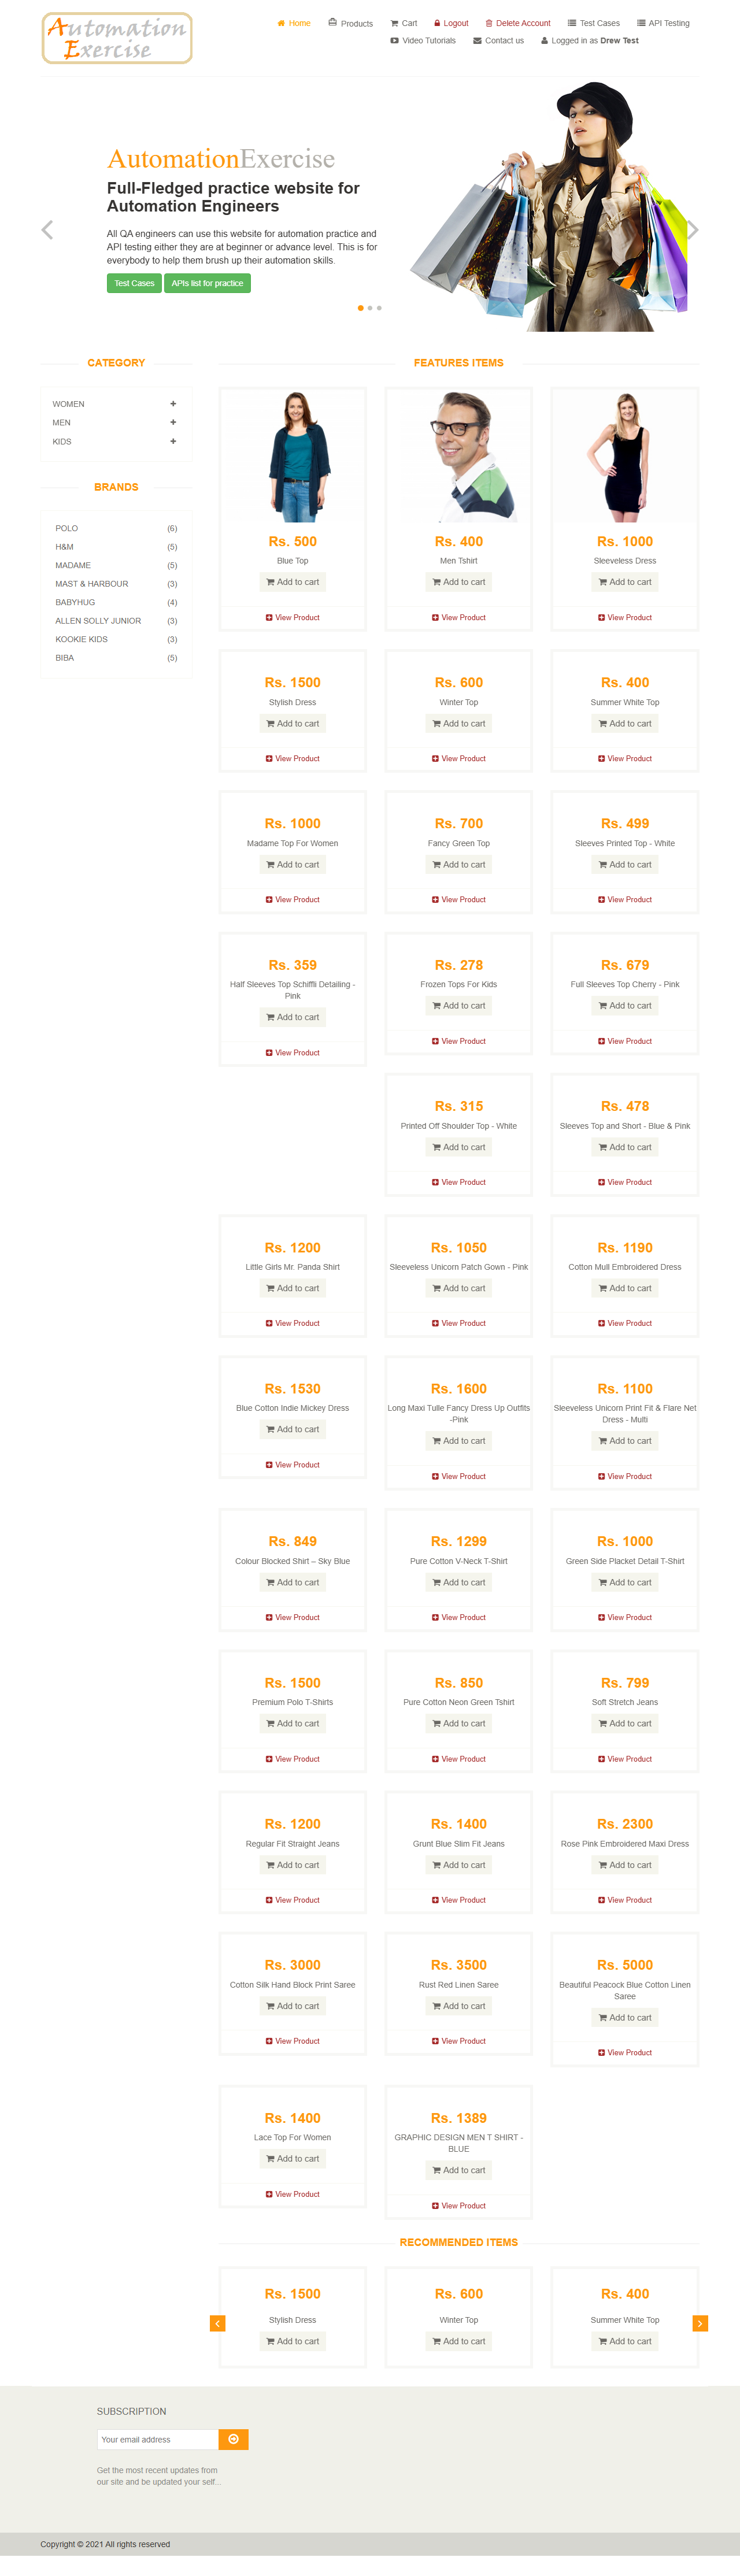 Automation
Exercise
Home
Products
Cart
Logout
Delete Account
Test Cases
API Testing
Video Tutorials
Contact us
Logged in as Drew Test
AutomationExercise
Full-Fledged practice website for
Automation Engineers
All QA engineers can use this website for automation practice and
API testing either they are at beginner or advance level. This is for
everybody to help them brush up their automation skills.
Test Cases
APIs list for practice
CATEGORY
WOMEN
MEN
KIDS
BRANDS
POLO (6)
H&M (5)
MADAME (5)
MAST & HARBOUR (3)
BABYHUG (4)
ALLEN SOLLY JUNIOR (3)
KOOKIE KIDS (3)
BIBA (5)
FEATURES ITEMS
Rs. 500
Blue Top
Add to cart
View Product
Rs. 400
Men Tshirt
Add to cart
View Product
Rs. 1000
Sleeveless Dress
Add to cart
View Product
Rs. 1500
Stylish Dress
Add to cart
View Product
Rs. 600
Winter Top
Add to cart
View Product
Rs. 400
Summer White Top
Add to cart
View Product
Rs. 1000
Madame Top For Women
Add to cart
View Product
Rs. 700
Fancy Green Top
Add to cart
View Product
Rs. 499
Sleeves Printed Top - White
Add to cart
View Product
Rs. 359
Half Sleeves Top Schiffli Detailing -
Pink
Add to cart
View Product
Rs. 278
Frozen Tops For Kids
Add to cart
View Product
Rs. 679
Full Sleeves Top Cherry - Pink
Add to cart
View Product
Rs. 315
Printed Off Shoulder Top - White
Add to cart
View Product
Rs. 478
Sleeves Top and Short - Blue & Pink
Add to cart
View Product
Rs. 1200
Little Girls Mr. Panda Shirt
Add to cart
View Product
Rs. 1050
Sleeveless Unicorn Patch Gown - Pink
Add to cart
View Product
Rs. 1190
Cotton Mull Embroidered Dress
Add to cart
View Product
Rs. 1530
Blue Cotton Indie Mickey Dress
Add to cart
View Product
Rs. 1600
Long Maxi Tulle Fancy Dress Up Outfits
-Pink
Add to cart
View Product
Rs. 1100
Sleeveless Unicorn Print Fit & Flare Net
Dress - Multi
Add to cart
View Product
Rs. 849
Colour Blocked Shirt – Sky Blue
Add to cart
View Product
Rs. 1299
Pure Cotton V-Neck T-Shirt
Add to cart
View Product
Rs. 1000
Green Side Placket Detail T-Shirt
Add to cart
View Product
Rs. 1500
Premium Polo T-Shirts
Add to cart
View Product
Rs. 850
Pure Cotton Neon Green Tshirt
Add to cart
View Product
Rs. 799
Soft Stretch Jeans
Add to cart
View Product
Rs. 1200
Regular Fit Straight Jeans
Add to cart
View Product
Rs. 1400
Grunt Blue Slim Fit Jeans
Add to cart
View Product
Rs. 2300
Rose Pink Embroidered Maxi Dress
Add to cart
View Product
Rs. 3000
Cotton Silk Hand Block Print Saree
Add to cart
View Product
Rs. 3500
Rust Red Linen Saree
Add to cart
View Product
Rs. 5000
Beautiful Peacock Blue Cotton Linen
Saree
Add to cart
View Product
Rs. 1400
Lace Top For Women
Add to cart
View Product
Rs. 1389
GRAPHIC DESIGN MEN T SHIRT -
BLUE
Add to cart
View Product
RECOMMENDED ITEMS
Rs. 1500
Stylish Dress
Add to cart
Rs. 600
Winter Top
Add to cart
Rs. 400
Summer White Top
Add to cart
SUBSCRIPTION
Your email address
Get the most recent updates from
our site and be updated your self...
Copyright © 2021 All rights reserved